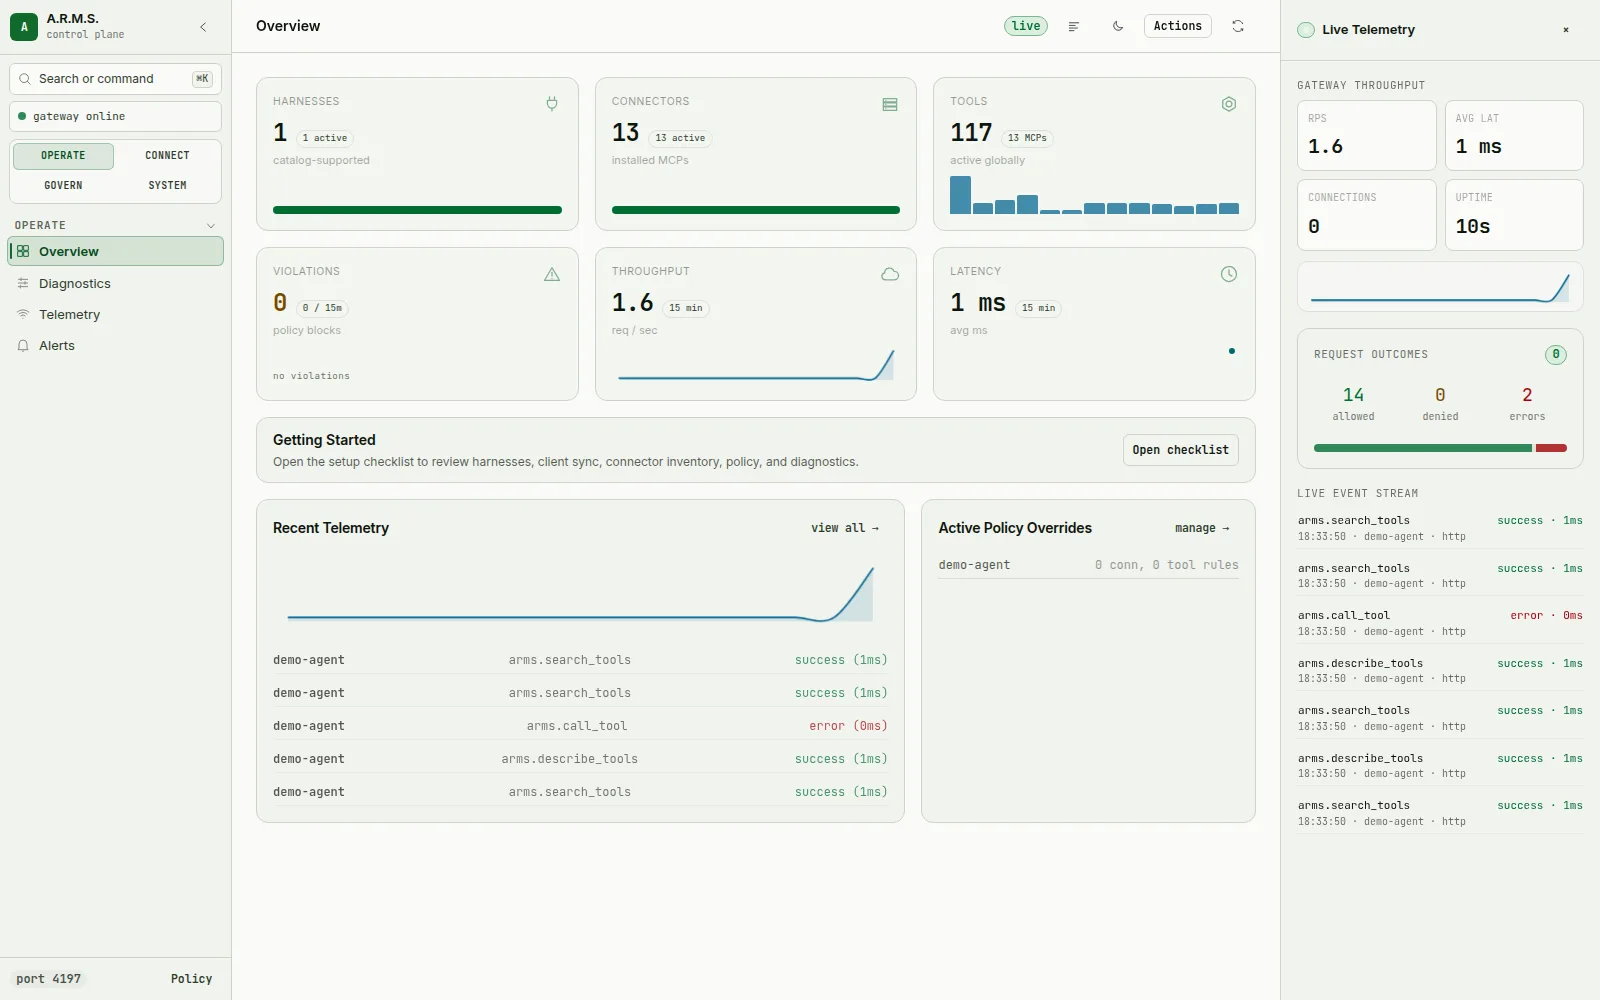 A
A.R.M.S.
control plane
Search or command
⌘K
gateway online
OPERATE
CONNECT
GOVERN
SYSTEM
OPERATE
Overview
Diagnostics
Telemetry
Alerts
port 4197
Policy
Overview
live
Actions
HARNESSES
1
1 active
catalog-supported
CONNECTORS
13
13 active
installed MCPs
TOOLS
117
13 MCPs
active globally
VIOLATIONS
0
0 / 15m
policy blocks
no violations
THROUGHPUT
1.6
15 min
req / sec
LATENCY
1 ms
15 min
avg ms
Getting Started
Open the setup checklist to review harnesses, client sync, connector inventory, policy, and diagnostics.
Open checklist
Recent Telemetry
view all →
demo-agent arms.search_tools success (1ms)
demo-agent arms.search_tools success (1ms)
demo-agent arms.call_tool error (0ms)
demo-agent arms.describe_tools success (1ms)
demo-agent arms.search_tools success (1ms)
Active Policy Overrides
manage →
demo-agent 0 conn, 0 tool rules
Live Telemetry
×
GATEWAY THROUGHPUT
RPS
1.6
AVG LAT
1 ms
CONNECTIONS
0
UPTIME
10s
REQUEST OUTCOMES
0
14
allowed
0
denied
2
errors
LIVE EVENT STREAM
arms.search_tools success · 1ms
18:33:50 · demo-agent · http
arms.search_tools success · 1ms
18:33:50 · demo-agent · http
arms.call_tool error · 0ms
18:33:50 · demo-agent · http
arms.describe_tools success · 1ms
18:33:50 · demo-agent · http
arms.search_tools success · 1ms
18:33:50 · demo-agent · http
arms.describe_tools success · 1ms
18:33:50 · demo-agent · http
arms.search_tools success · 1ms
18:33:50 · demo-agent · http